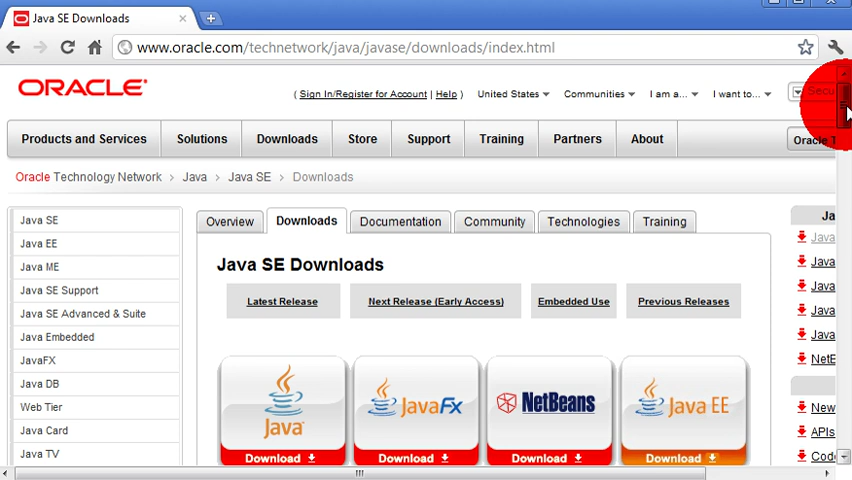 Java SE Downloads
www.oracle.com/technetwork/java/javase/downloads/index.html
ORACLE
( Sign In/Register for Account | Help ) United States Communities I am a... I want to...
Products and Services Solutions Downloads Store Support Training Partners About Oracle T
Oracle Technology Network > Java > Java SE > Downloads
Java SE
Java EE
Java ME
Java SE Support
Java SE Advanced & Suite
Java Embedded
JavaFX
Java DB
Web Tier
Java Card
Java TV
Overview Downloads Documentation Community Technologies Training
Java SE Downloads
Latest Release Next Release (Early Access) Embedded Use Previous Releases
Java JavaFX NetBeans Java EE
Download Download Download Download
Ja
Java
Java
Java
Java
Java
NetB
New
APIs
Code